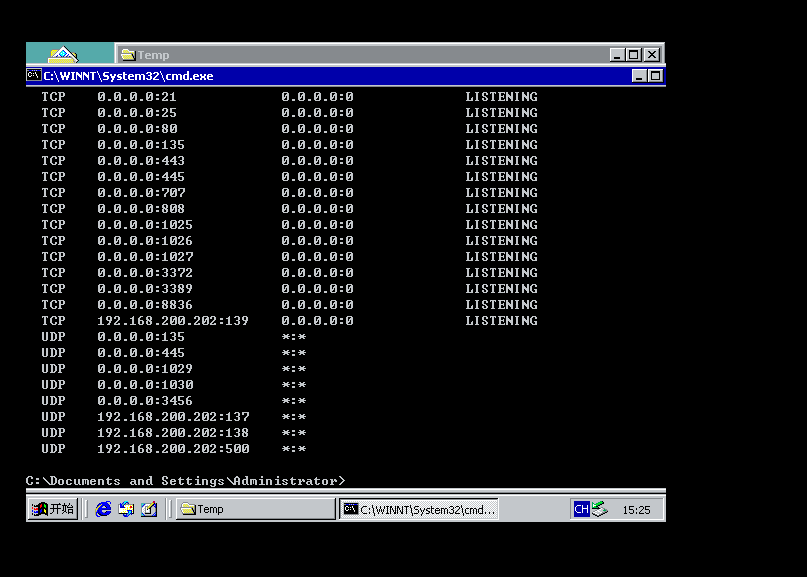 Temp
C:\WINNT\System32\cmd.exe
TCP 0.0.0.0:21 0.0.0.0:0 LISTENING
TCP 0.0.0.0:25 0.0.0.0:0 LISTENING
TCP 0.0.0.0:80 0.0.0.0:0 LISTENING
TCP 0.0.0.0:135 0.0.0.0:0 LISTENING
TCP 0.0.0.0:443 0.0.0.0:0 LISTENING
TCP 0.0.0.0:445 0.0.0.0:0 LISTENING
TCP 0.0.0.0:707 0.0.0.0:0 LISTENING
TCP 0.0.0.0:808 0.0.0.0:0 LISTENING
TCP 0.0.0.0:1025 0.0.0.0:0 LISTENING
TCP 0.0.0.0:1026 0.0.0.0:0 LISTENING
TCP 0.0.0.0:1027 0.0.0.0:0 LISTENING
TCP 0.0.0.0:3372 0.0.0.0:0 LISTENING
TCP 0.0.0.0:3389 0.0.0.0:0 LISTENING
TCP 0.0.0.0:8836 0.0.0.0:0 LISTENING
TCP 192.168.200.202:139 0.0.0.0:0 LISTENING
UDP 0.0.0.0:135 *:*
UDP 0.0.0.0:445 *:*
UDP 0.0.0.0:1029 *:*
UDP 0.0.0.0:1030 *:*
UDP 0.0.0.0:3456 *:*
UDP 192.168.200.202:137 *:*
UDP 192.168.200.202:138 *:*
UDP 192.168.200.202:500 *:*
C:\Documents and Settings\Administrator>
开始 Temp C:\WINNT\System32\cmd... CH 15:25